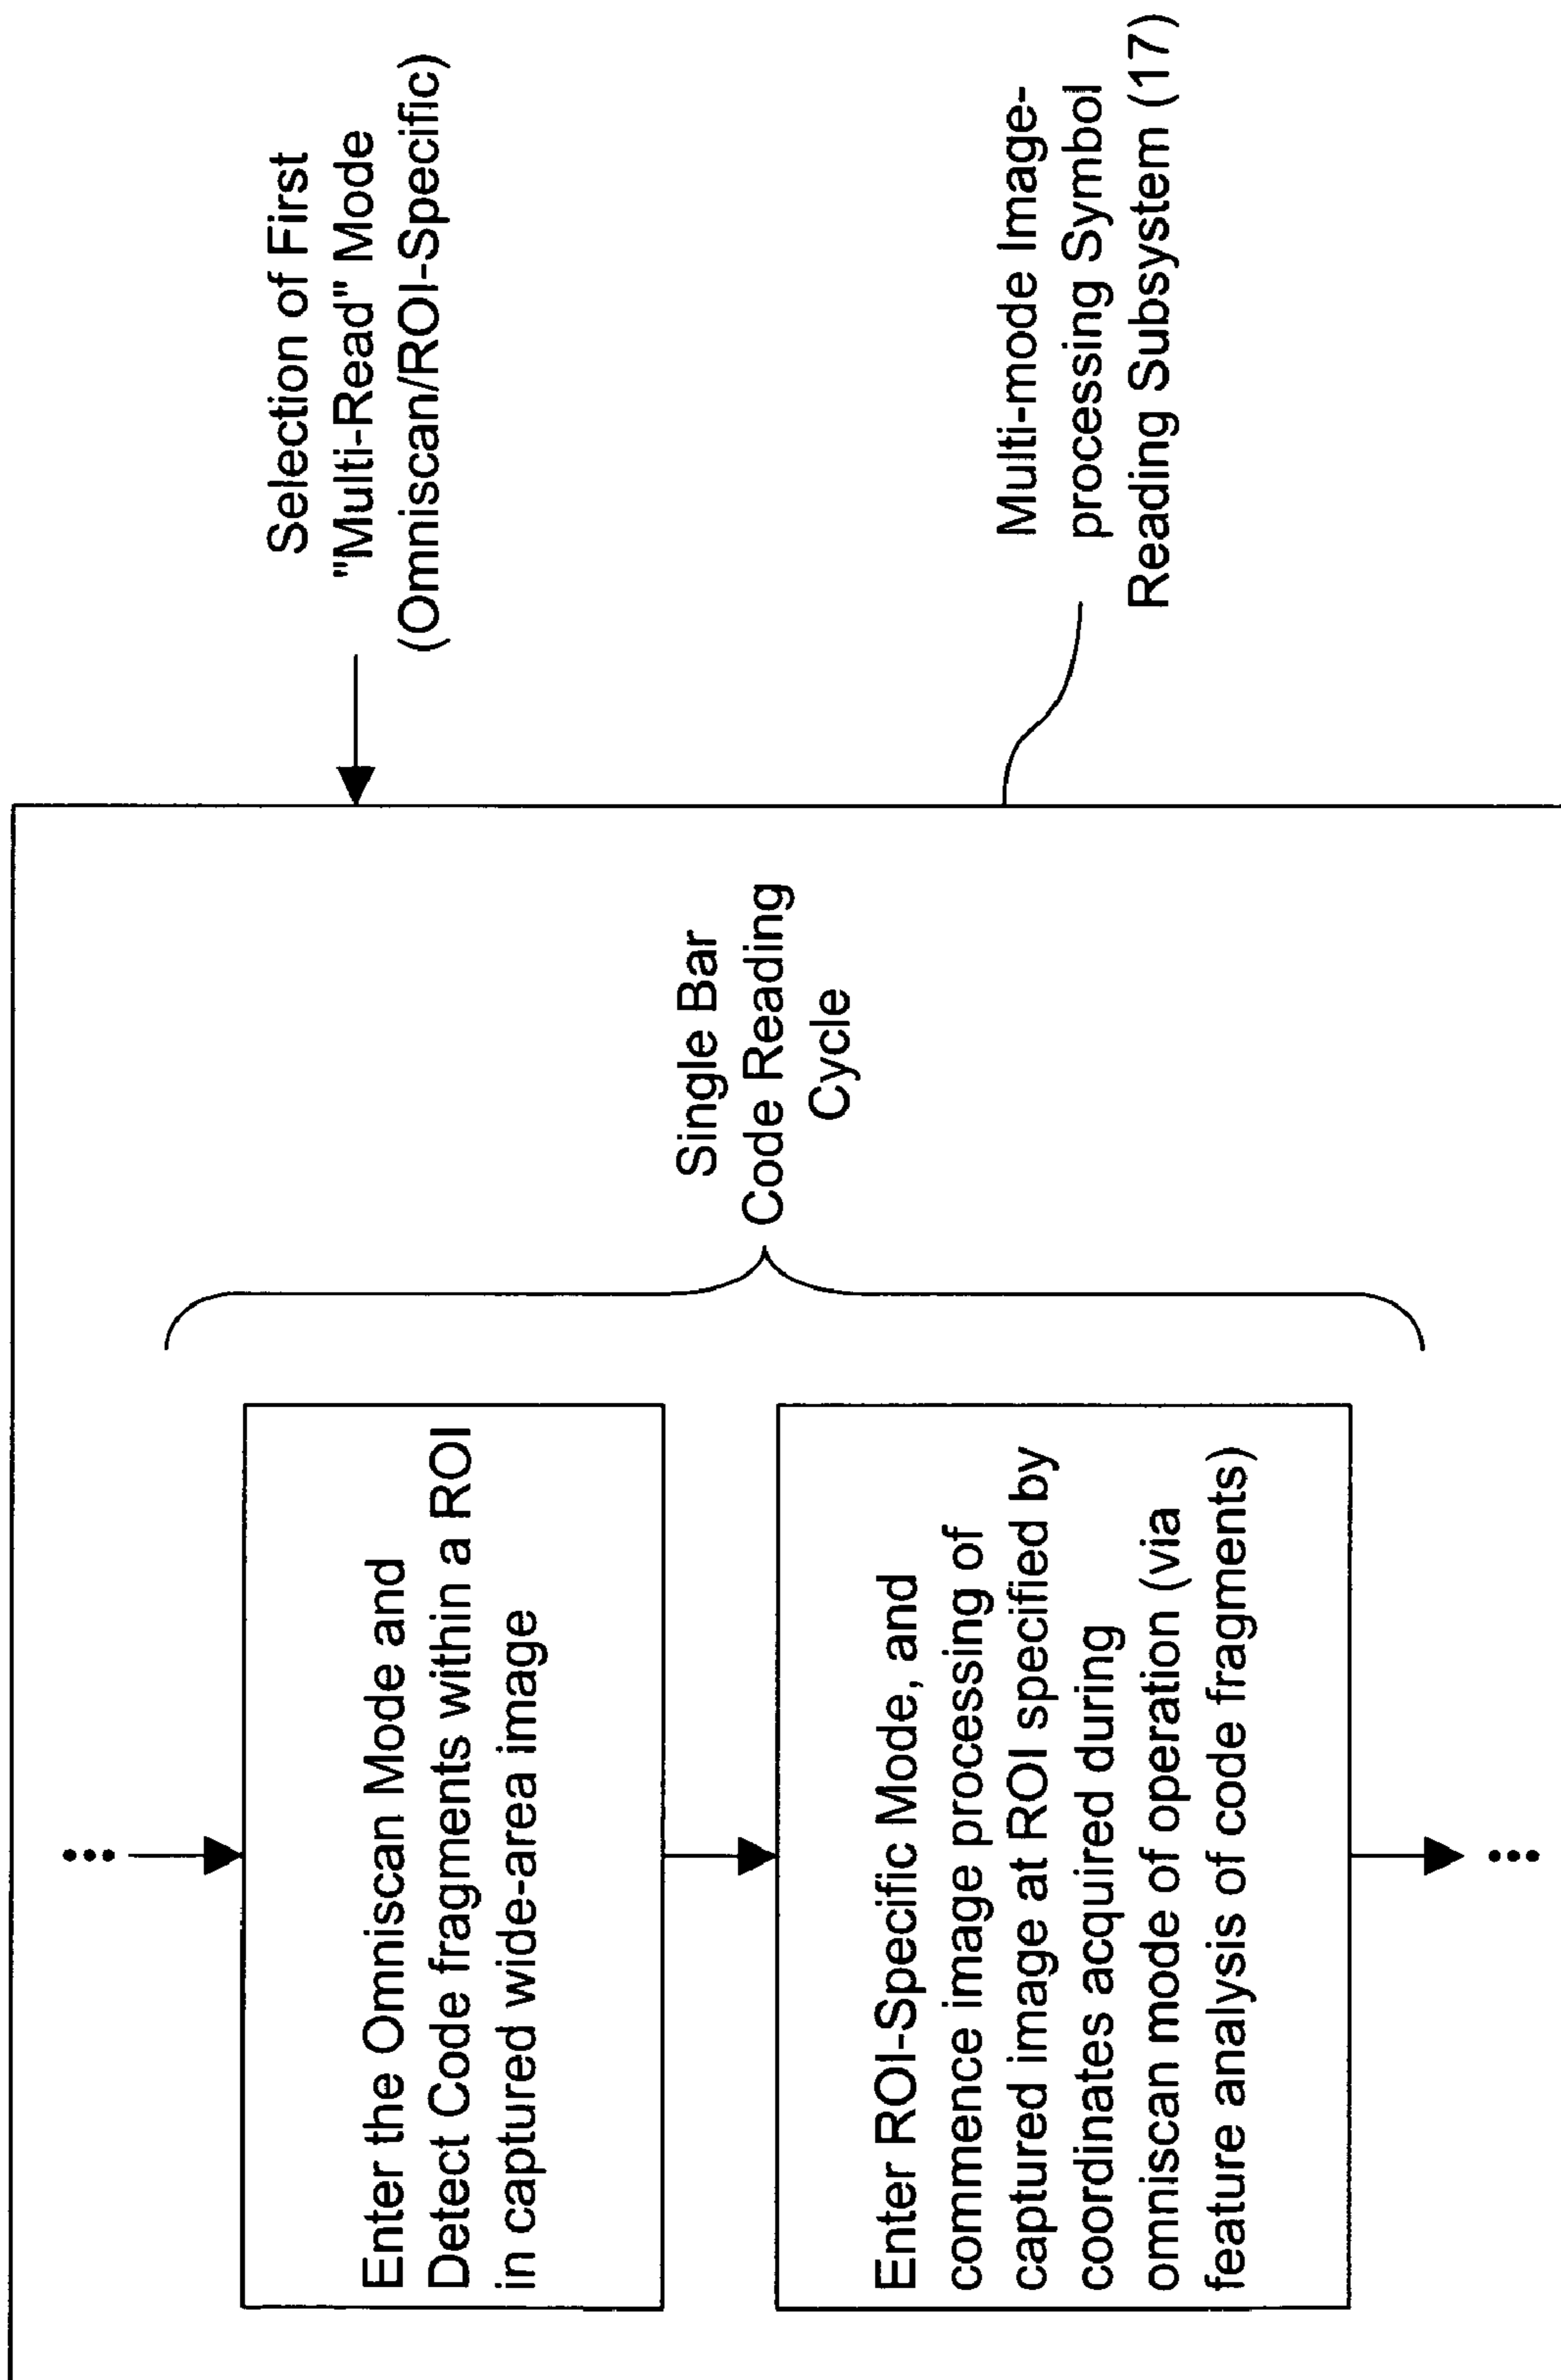 Selection of First
"Multi-Read" Mode
(Omniscan/ROI-Specific)
Multi-mode Image-
processing Symbol
Reading Subsystem (17)
Single Bar
Code Reading
Cycle
Enter the Omniscan Mode and
Detect Code fragments within a ROI
in captured wide-area image
Enter ROI-Specific Mode, and
commence image processing of
captured image at ROI specified by
coordinates acquired during
omniscan mode of operation (via
feature analysis of code fragments)